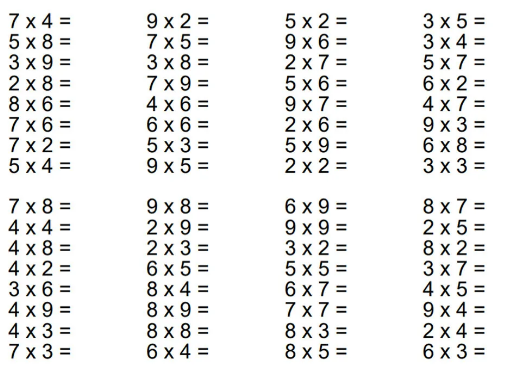 7 x 4 = 9 x 2 = 5 x 2 = 3 x 5 =
5 x 8 = 7 x 5 = 9 x 6 = 3 x 4 =
3 x 9 = 3 x 8 = 2 x 7 = 5 x 7 =
2 x 8 = 7 x 9 = 5 x 6 = 6 x 2 =
8 x 6 = 4 x 6 = 9 x 7 = 4 x 7 =
7 x 6 = 6 x 6 = 2 x 6 = 9 x 3 =
7 x 2 = 5 x 3 = 5 x 9 = 6 x 8 =
5 x 4 = 9 x 5 = 2 x 2 = 3 x 3 =
7 x 8 = 9 x 8 = 6 x 9 = 8 x 7 =
4 x 4 = 2 x 9 = 9 x 9 = 2 x 5 =
4 x 8 = 2 x 3 = 3 x 2 = 8 x 2 =
4 x 2 = 6 x 5 = 5 x 5 = 3 x 7 =
3 x 6 = 8 x 4 = 6 x 7 = 4 x 5 =
4 x 9 = 8 x 9 = 7 x 7 = 9 x 4 =
4 x 3 = 8 x 8 = 8 x 3 = 2 x 4 =
7 x 3 = 6 x 4 = 8 x 5 = 6 x 3 =